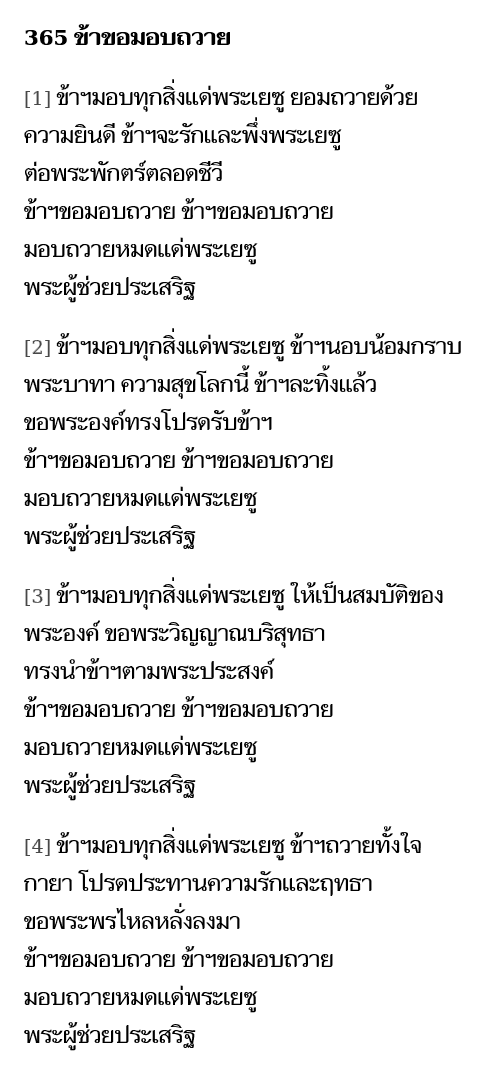 365 ข้าขอมอบถวาย
[1] ข้าฯมอบทุกสิ่งแด่พระเยซู ยอมถวายด้วย
ความยินดี ข้าฯจะรักและพึ่งพระเยซู
ต่อพระพักตร์ตลอดชีวี
ข้าฯขอมอบถวาย ข้าฯขอมอบถวาย
มอบถวายหมดแด่พระเยซู
พระผู้ช่วยประเสริฐ
[2] ข้าฯมอบทุกสิ่งแด่พระเยซู ข้าฯนอบน้อมกราบ
พระบาทา ความสุขโลกนี้ ข้าฯละทิ้งแล้ว
ขอพระองค์ทรงโปรดรับข้าฯ
ข้าฯขอมอบถวาย ข้าฯขอมอบถวาย
มอบถวายหมดแด่พระเยซู
พระผู้ช่วยประเสริฐ
[3] ข้าฯมอบทุกสิ่งแด่พระเยซู ให้เป็นสมบัติของ
พระองค์ ขอพระวิญญาณบริสุทธา
ทรงนำข้าฯตามพระประสงค์
ข้าฯขอมอบถวาย ข้าฯขอมอบถวาย
มอบถวายหมดแด่พระเยซู
พระผู้ช่วยประเสริฐ
[4] ข้าฯมอบทุกสิ่งแด่พระเยซู ข้าฯถวายทั้งใจ
กายา โปรดประทานความรักและฤทธา
ขอพระพรไหลหลั่งลงมา
ข้าฯขอมอบถวาย ข้าฯขอมอบถวาย
มอบถวายหมดแด่พระเยซู
พระผู้ช่วยประเสริฐ